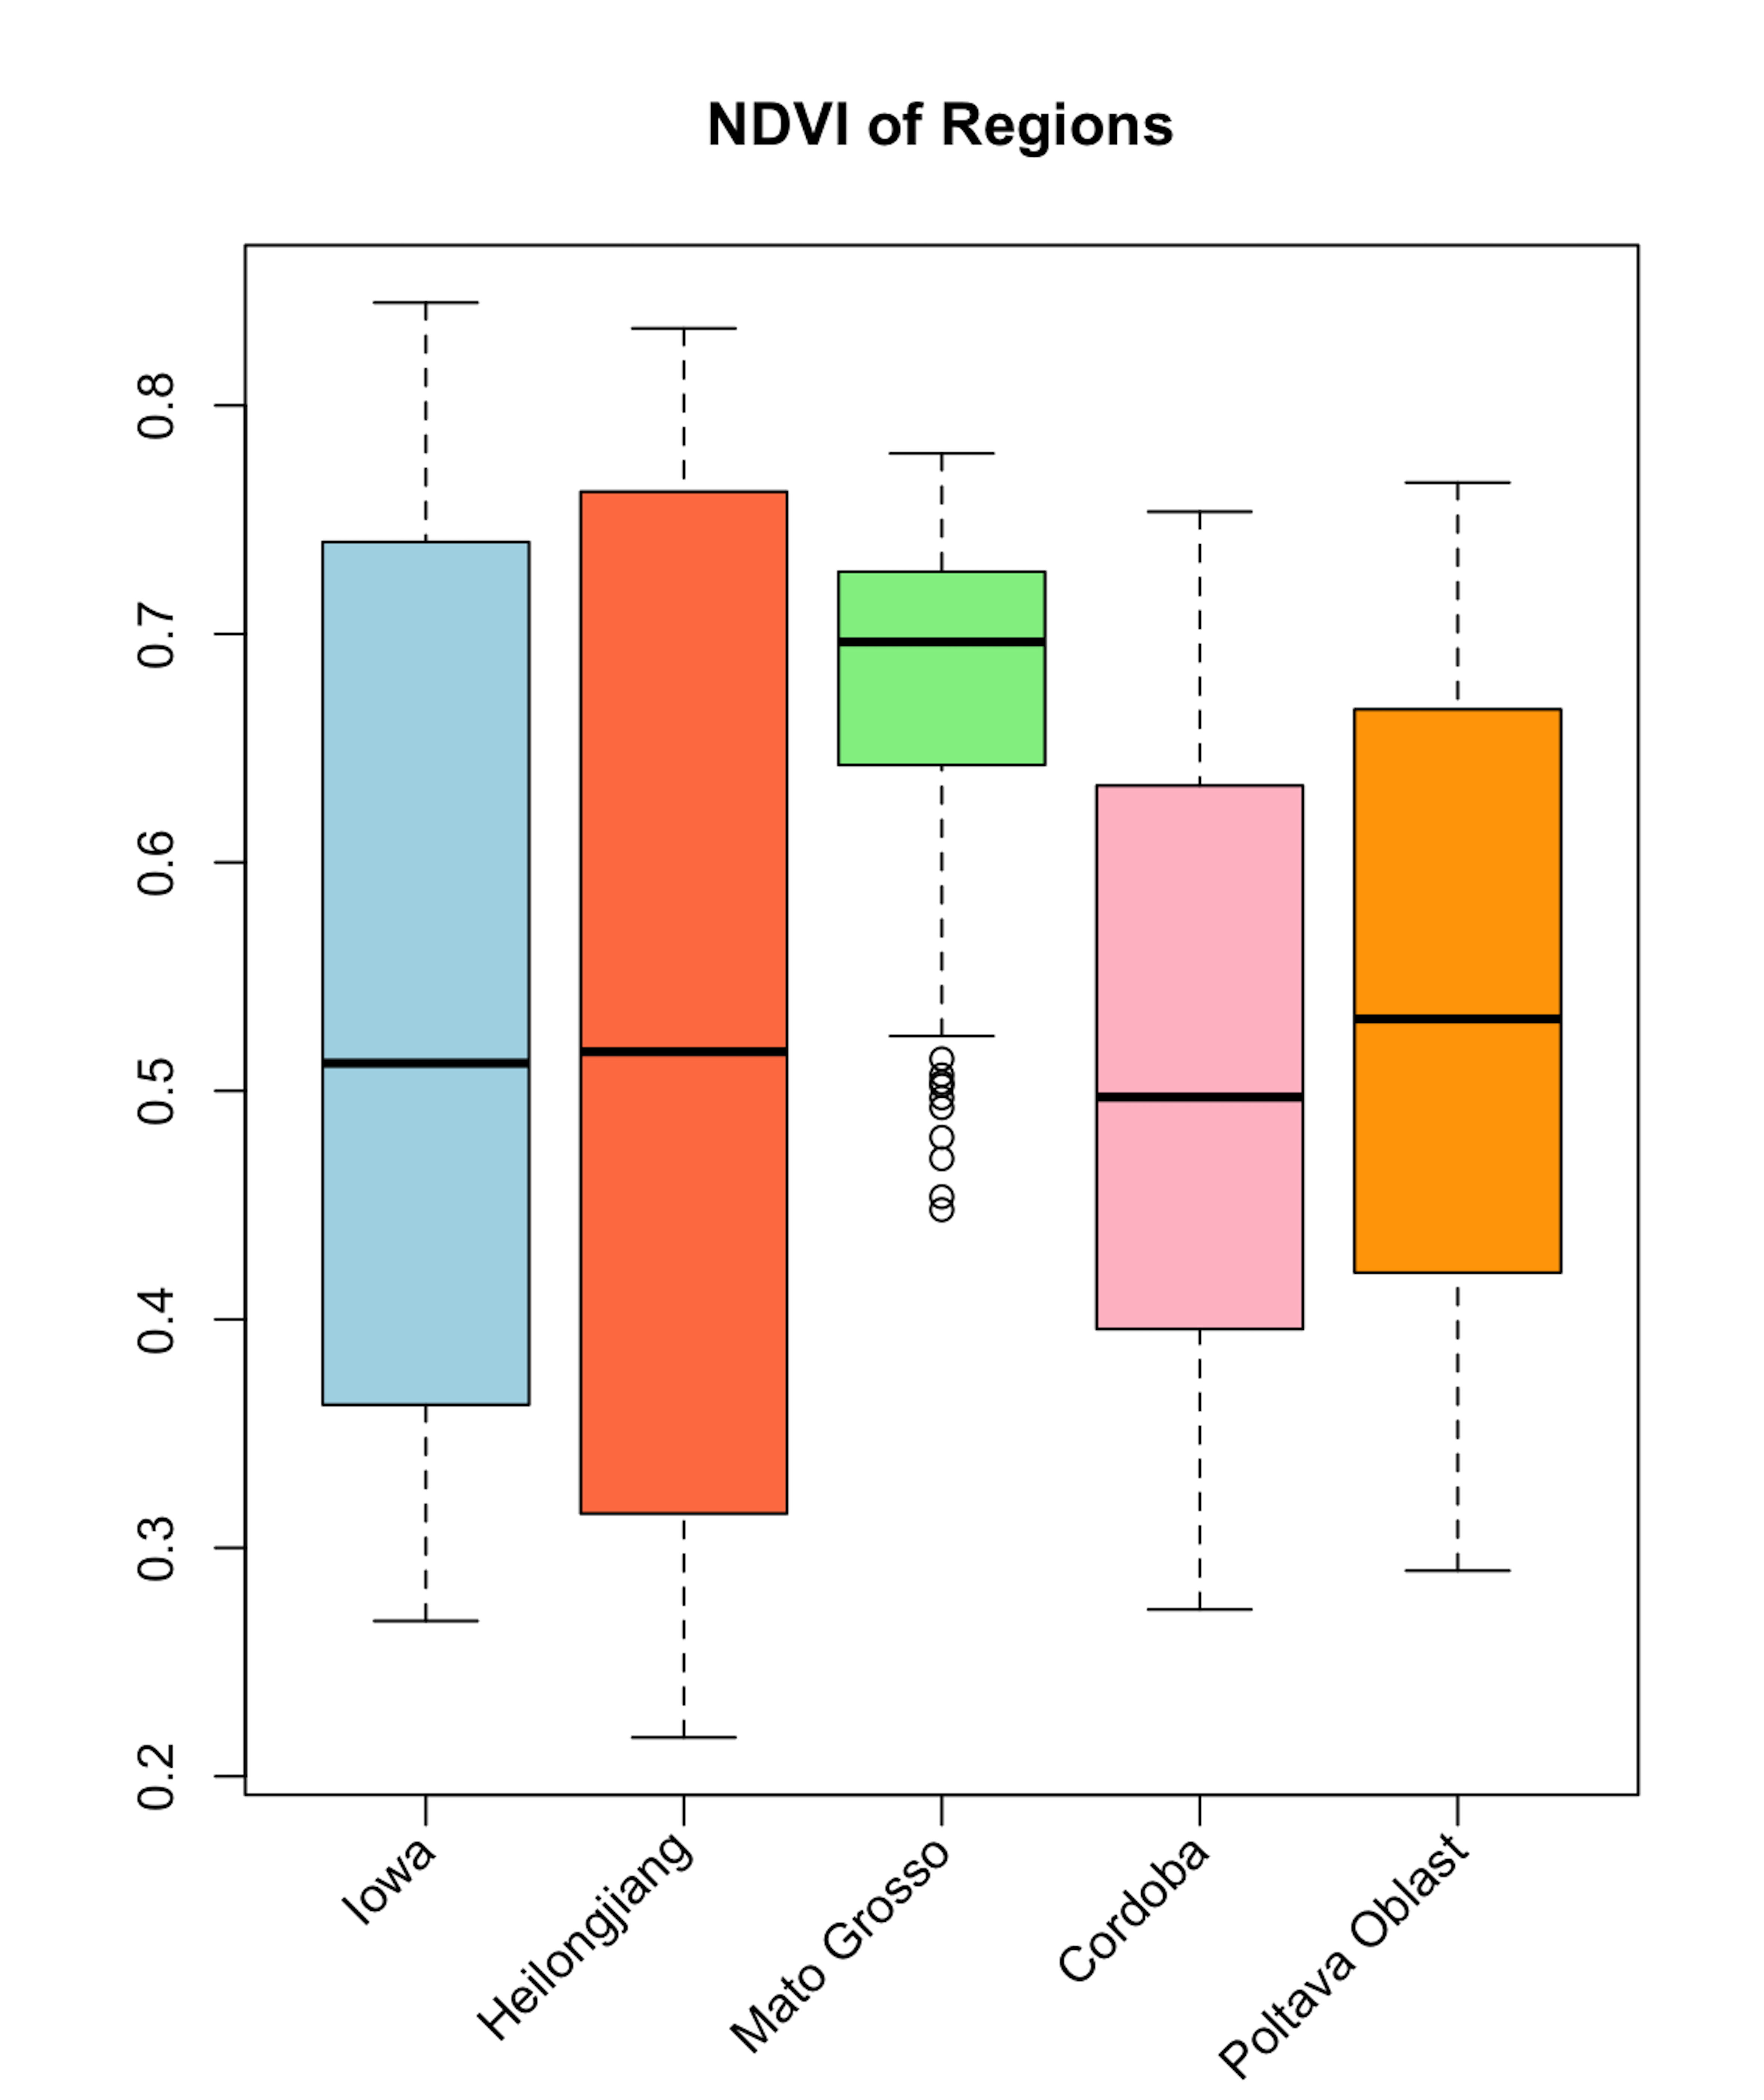 NDVI of Regions
0.8
0.7
0.6
0.5
0.4
0.3
0.2
Iowa
Heilongjiang
Mato Grosso
Cordoba
Poltava Oblast